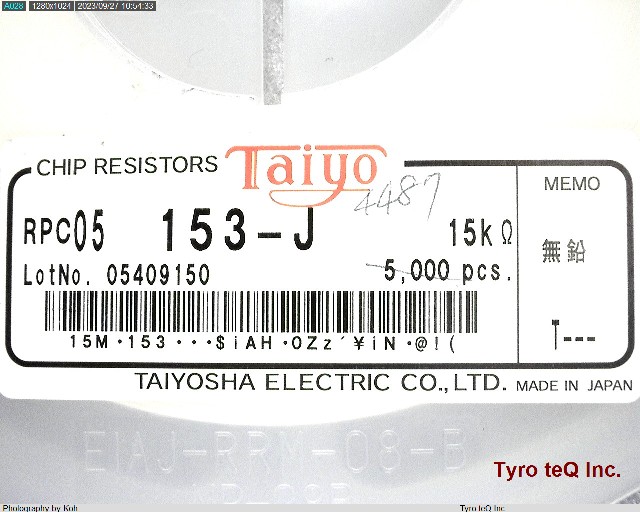 A028 1280x1024 2023/09/27 10:54:33
CHIP RESISTORS Taiyo
4487
MEMO
RPC05 153-J 15kΩ
無鉛
LotNo. 05409150 5,000 pcs.
15M·153···$iAH·0Zz´¥iN·@!(
T---
TAIYOSHA ELECTRIC CO., LTD. MADE IN JAPAN
EIAJ-RRM-08-B
Tyro teQ Inc.
Photography by Koh Tyro teQ Inc